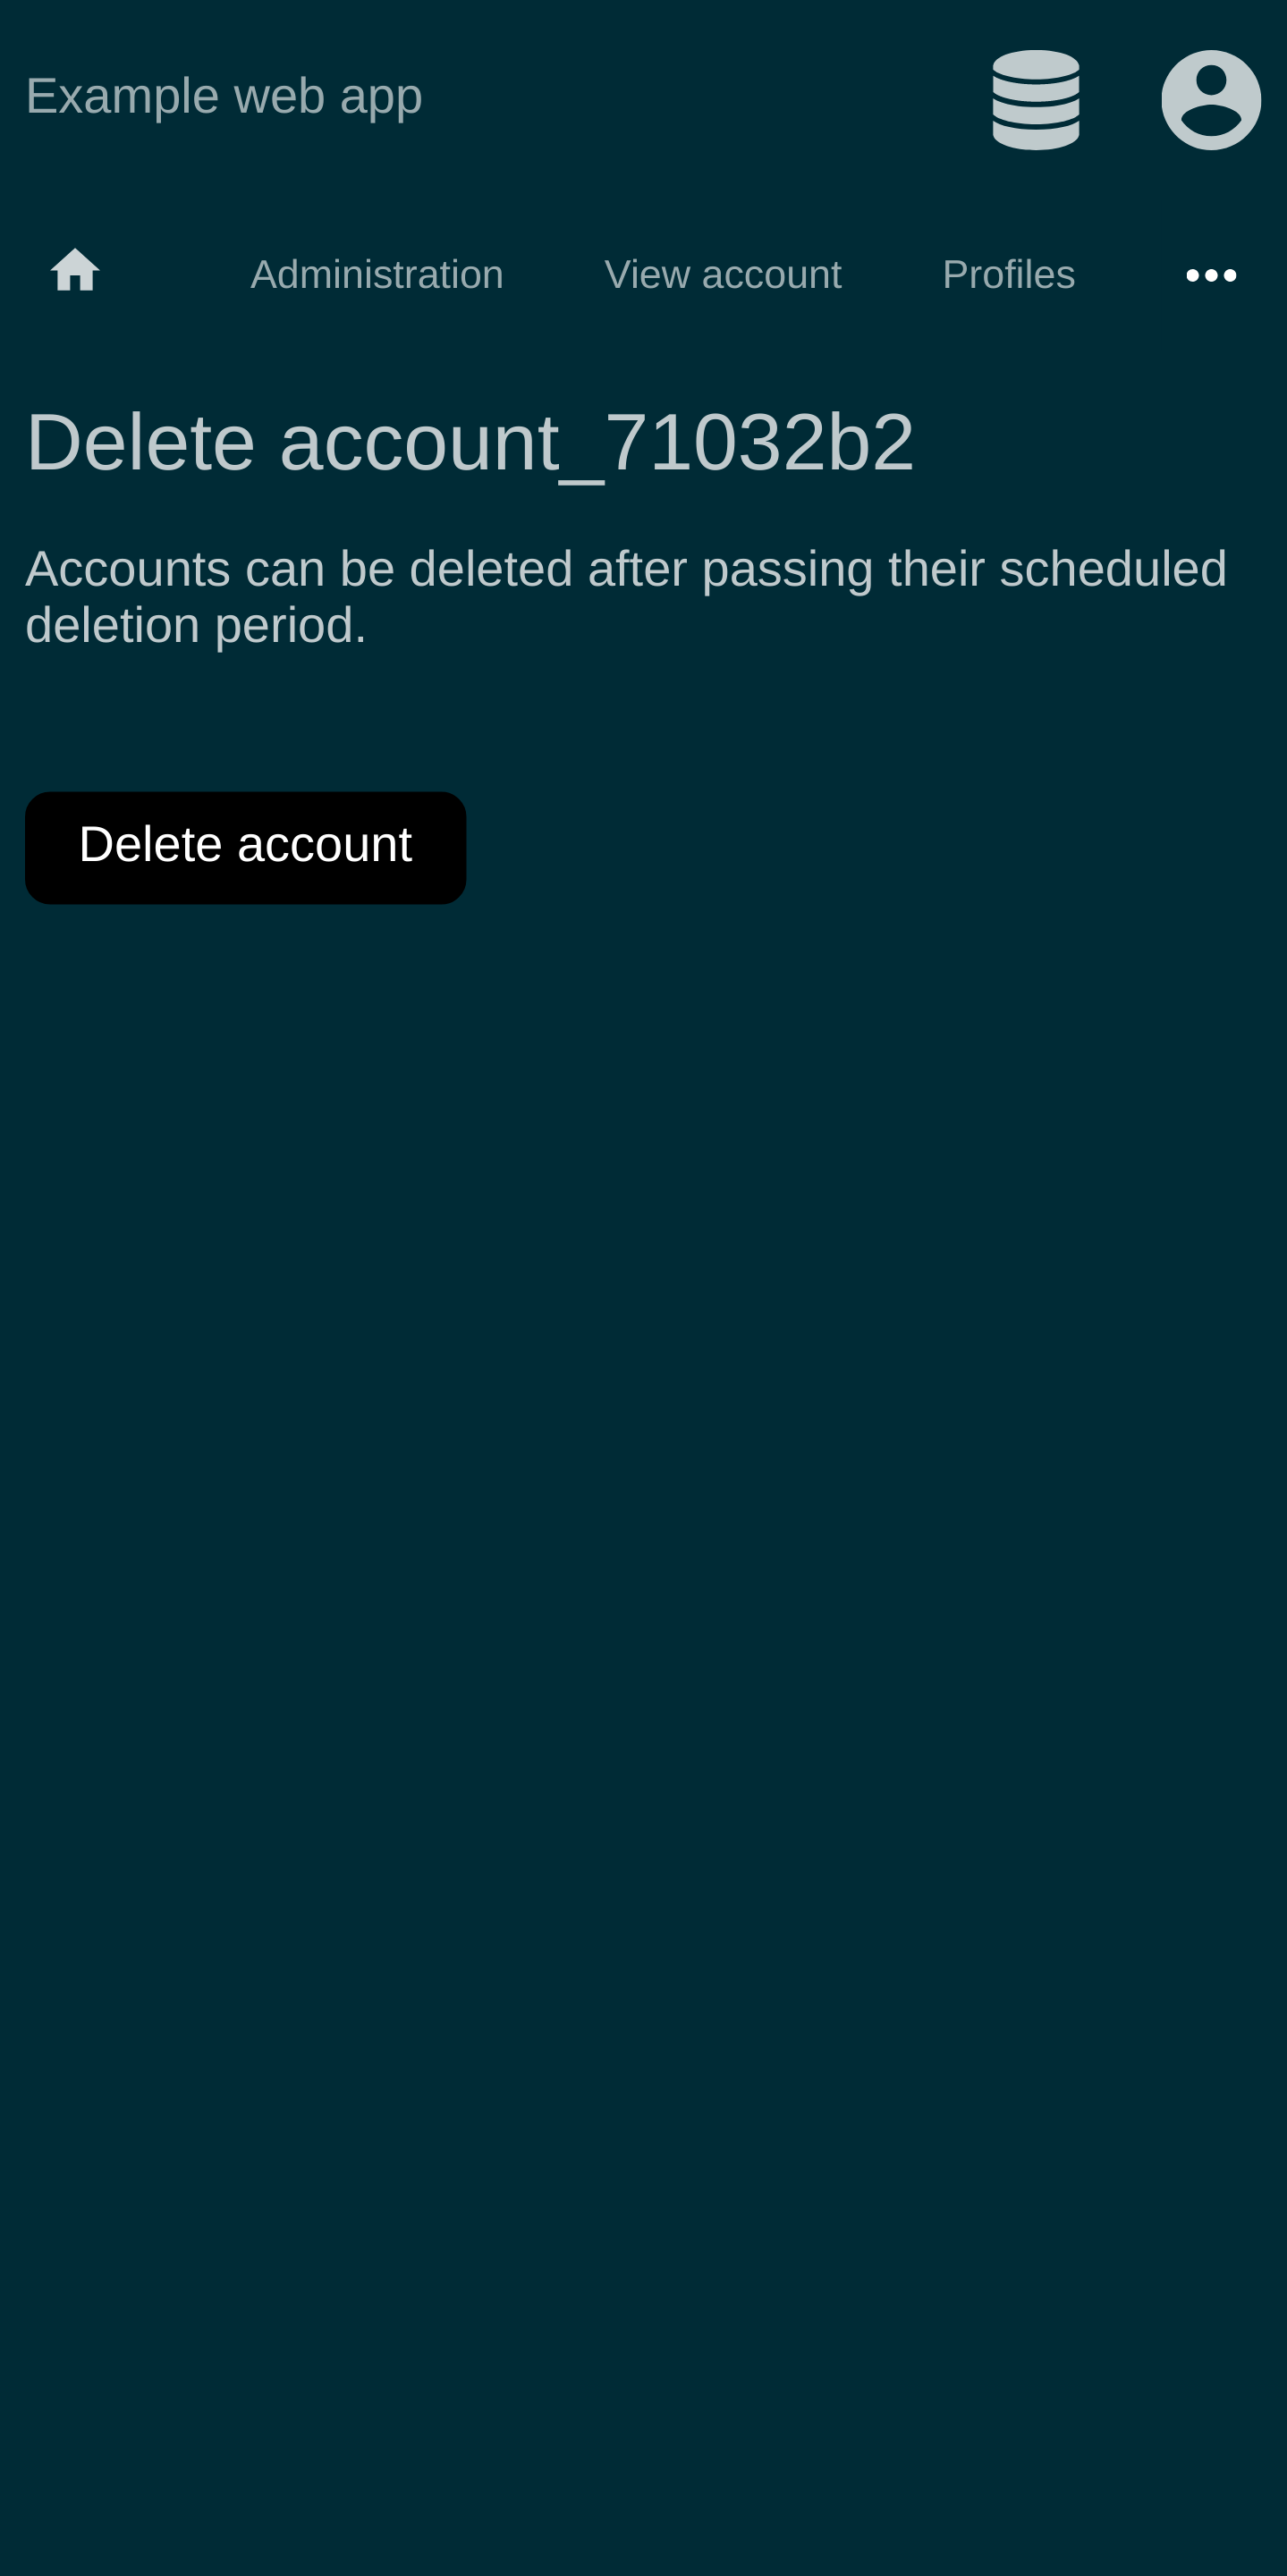 Example web app
Administration View account Profiles
Delete account_71032b2
Accounts can be deleted after passing their scheduled
deletion period.
Delete account